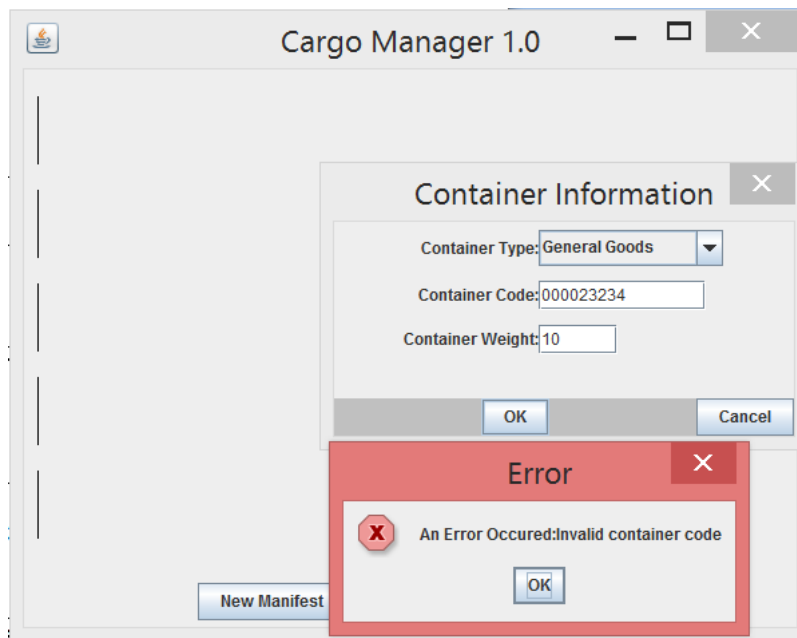 Cargo Manager 1.0
Container Information
Container Type: General Goods
Container Code: 000023234
Container Weight: 10
OK Cancel
Error
An Error Occured:Invalid container code
OK
New Manifest